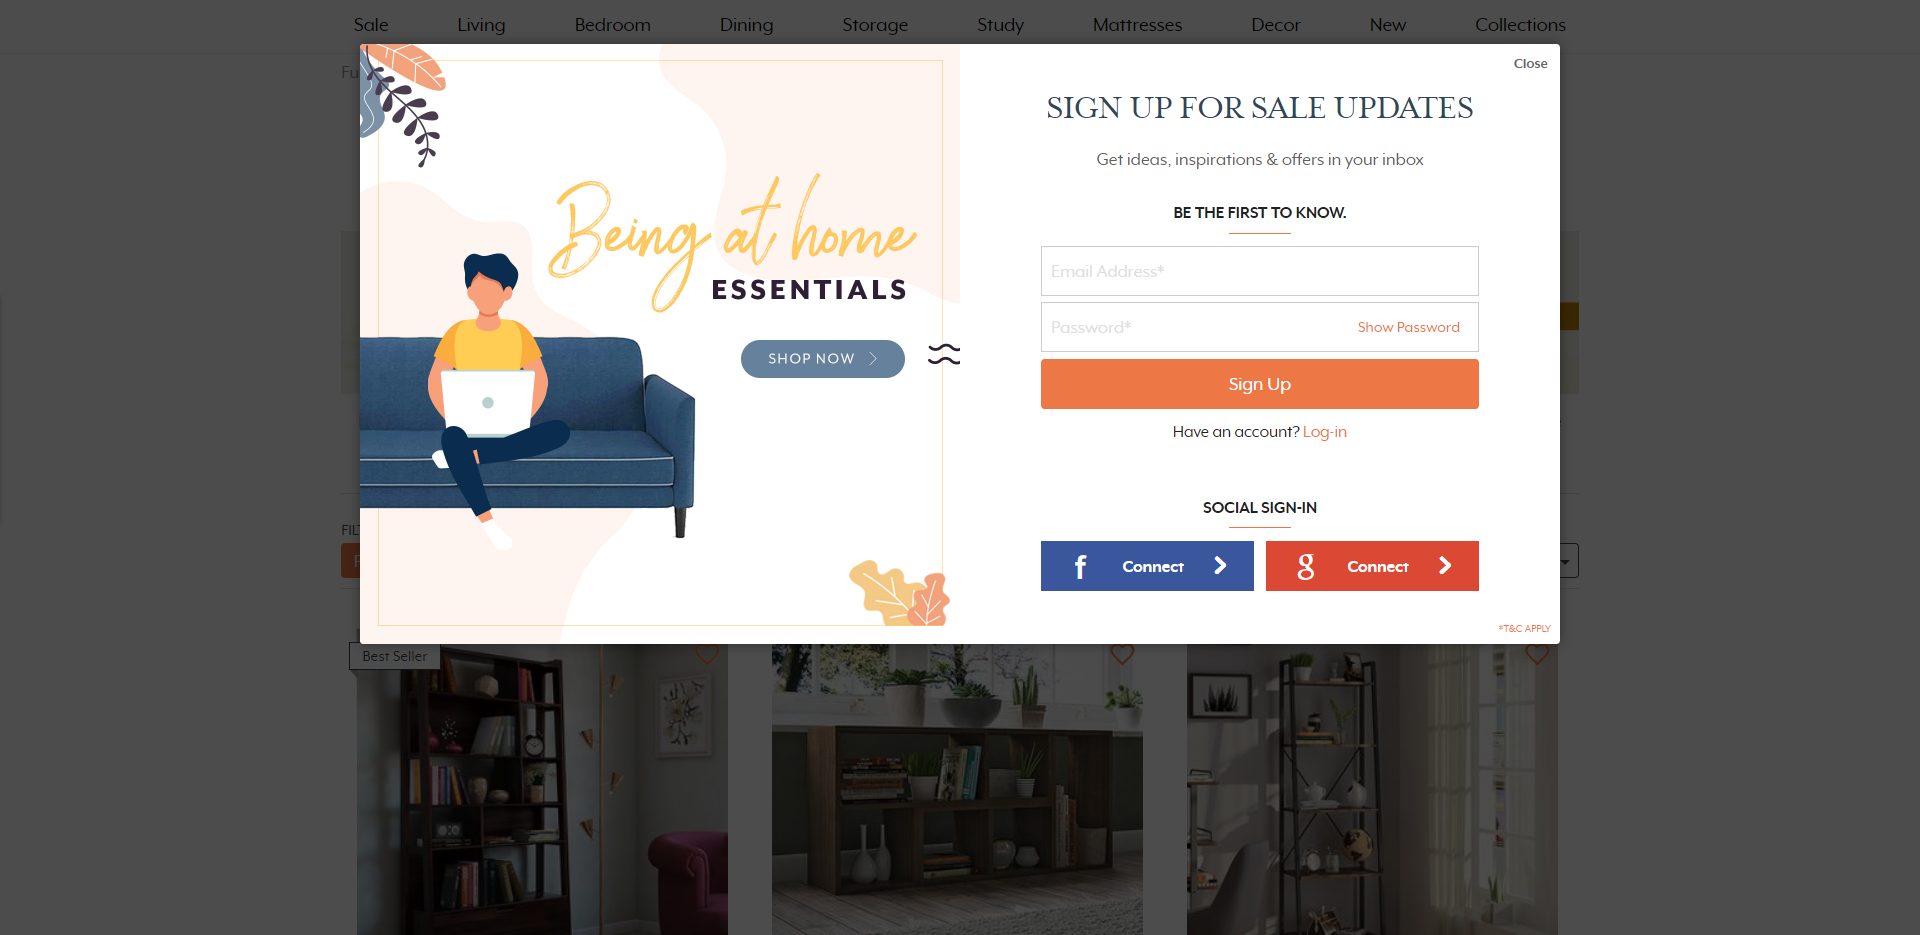 Sale Living Bedroom Dining Storage Study Mattresses Decor New Collections
Close
Being at home
ESSENTIALS
SHOP NOW
SIGN UP FOR SALE UPDATES
Get ideas, inspirations & offers in your inbox
BE THE FIRST TO KNOW.
Email Address*
Password* Show Password
Sign Up
Have an account? Log-in
SOCIAL SIGN-IN
f Connect
g Connect
*T&C APPLY
Best Seller